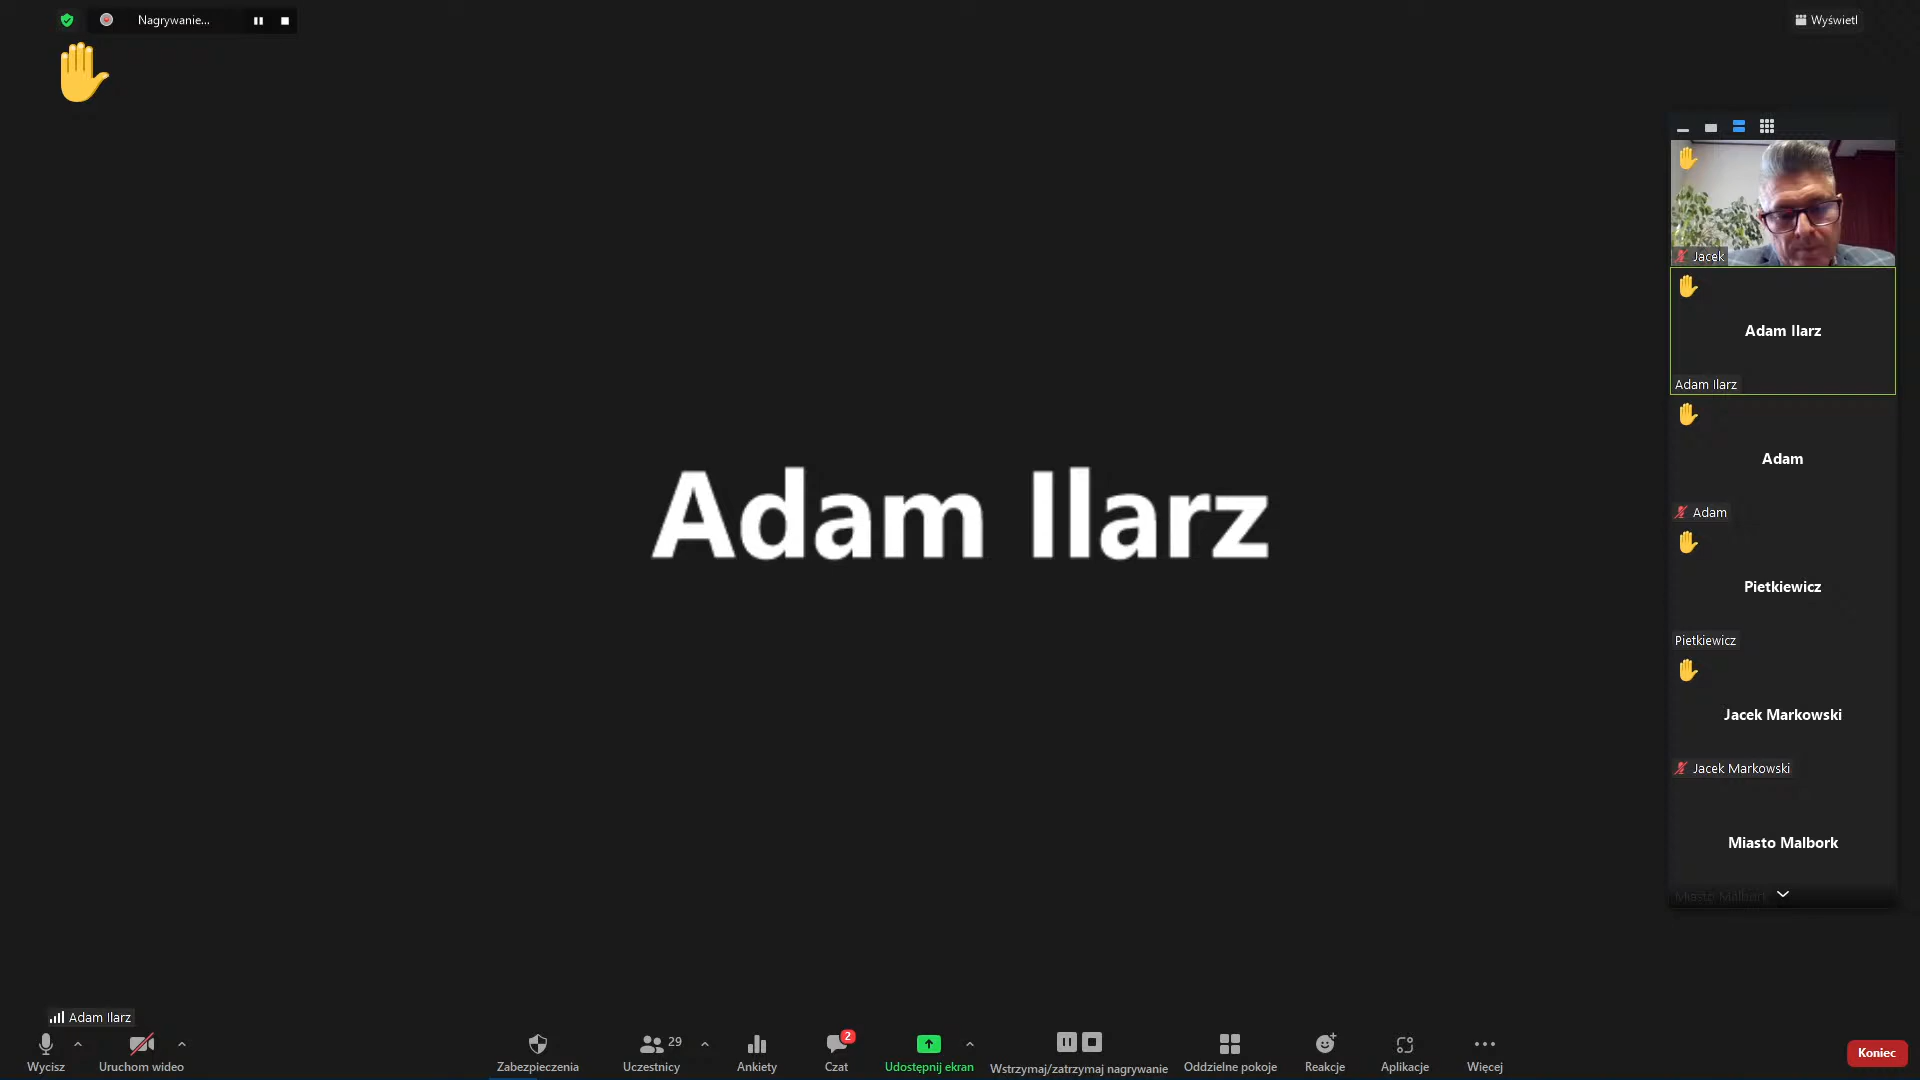 Nagrywanie...
Wyświetl
Jacek
Adam Ilarz
Adam Ilarz
Adam
Adam
Adam Ilarz
Pietkiewicz
Pietkiewicz
Jacek Markowski
Jacek Markowski
Miasto Malbork
Miasto Malbork
Adam Ilarz
Wycisz
Uruchom wideo
Zabezpieczenia
29
Uczestnicy
Ankiety
2
Czat
Udostępnij ekran
Wstrzymaj/zatrzymaj nagrywanie
Oddzielne pokoje
Reakcje
Aplikacje
Więcej
Koniec